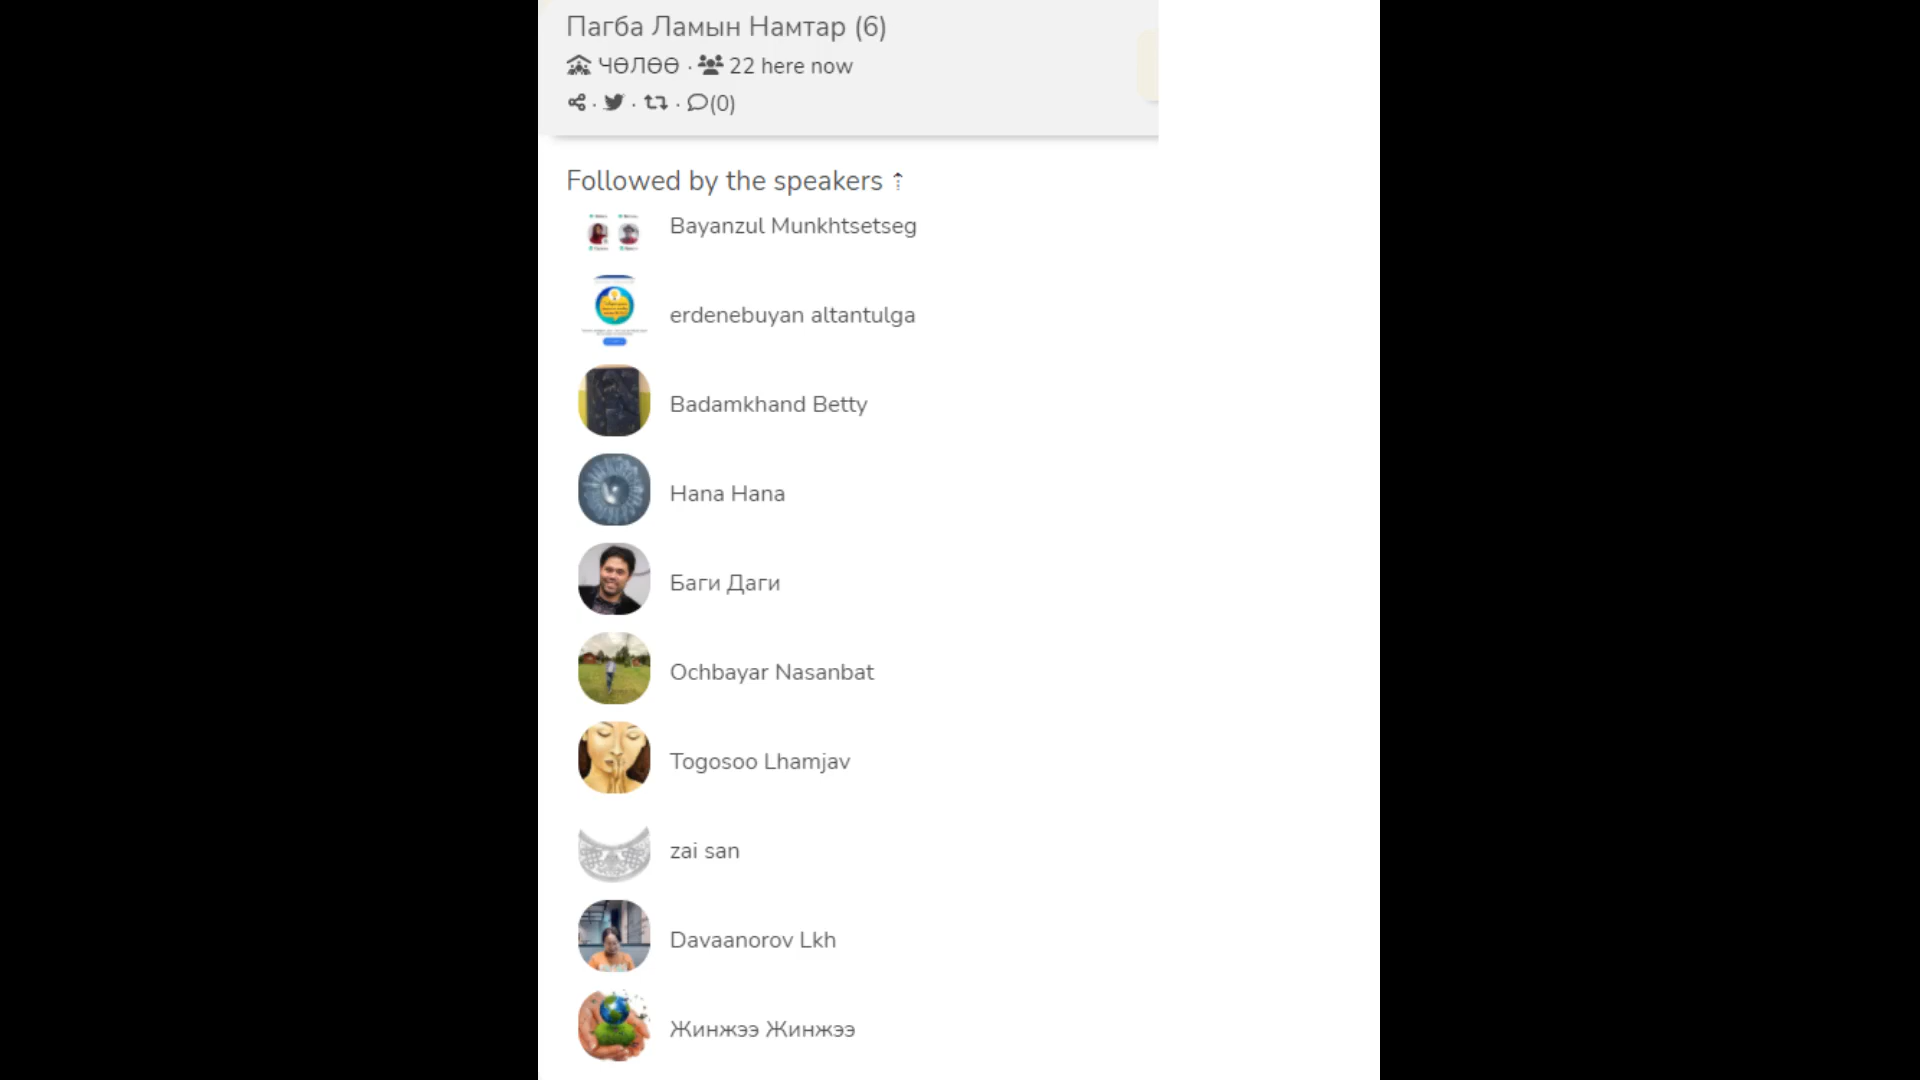 Пагба Ламын Намтар (6)
ЧӨЛӨӨ · 22 here now
· · · (0)
Followed by the speakers ⇡
Bayanzul Munkhtsetseg
erdenebuyan altantulga
Badamkhand Betty
Hana Hana
Баги Даги
Ochbayar Nasanbat
Togosoo Lhamjav
zai san
Davaanorov Lkh
Жинжээ Жинжээ